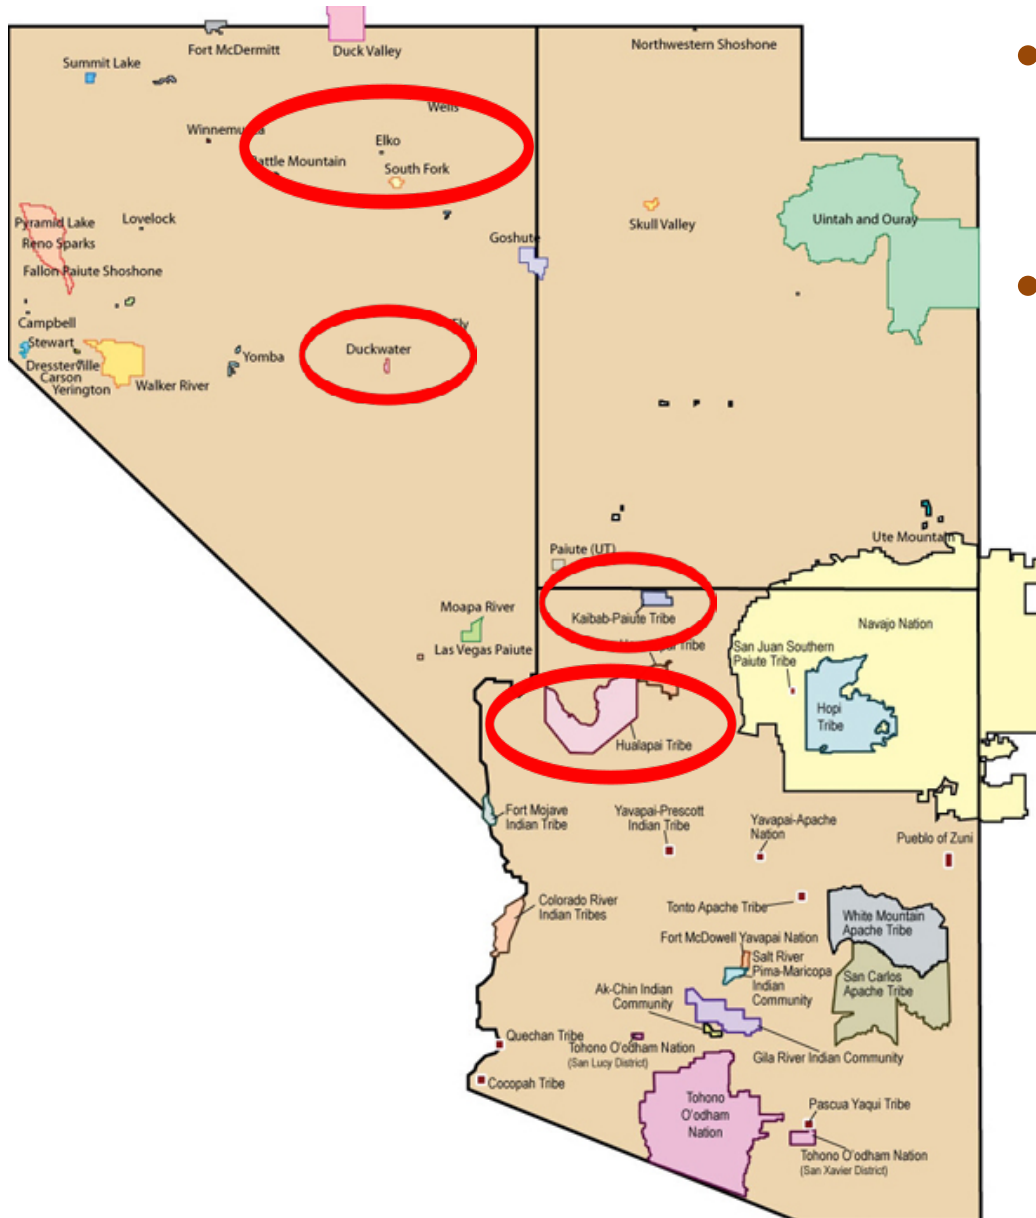 Fort McDermitt
Duck Valley
Northwestern Shoshone
Summit Lake
Wells
Winnemucca
Elko
Battle Mountain
South Fork
Pyramid Lake
Lovelock
Reno Sparks
Goshute
Skull Valley
Uintah and Ouray
Fallon Paiute Shoshone
Campbell
Ely
Stewart
Duckwater
Yomba
Dressterville
Carson
Yerington
Walker River
Ute Mountain
Paiute (UT)
Moapa River
Kaibab-Paiute Tribe
Navajo Nation
Las Vegas Paiute
Tribe
San Juan Southern
Paiute Tribe
Hopi
Tribe
Hualapai Tribe
Fort Mojave
Indian Tribe
Yavapai-Prescott
Indian Tribe
Yavapai-Apache
Nation
Pueblo of Zuni
Colorado River
Indian Tribes
Tonto Apache Tribe
White Mountain
Apache Tribe
Fort McDowell Yavapai Nation
Salt River
Pima-Maricopa
Indian
Community
San Carlos
Apache Tribe
Ak-Chin Indian
Community
Quechan Tribe
Tohono O'odham Nation
(San Lucy District)
Gila River Indian Community
Cocopah Tribe
Tohono
O'odham
Nation
Pascua Yaqui Tribe
Tohono O'odham Nation
(San Xavier District)